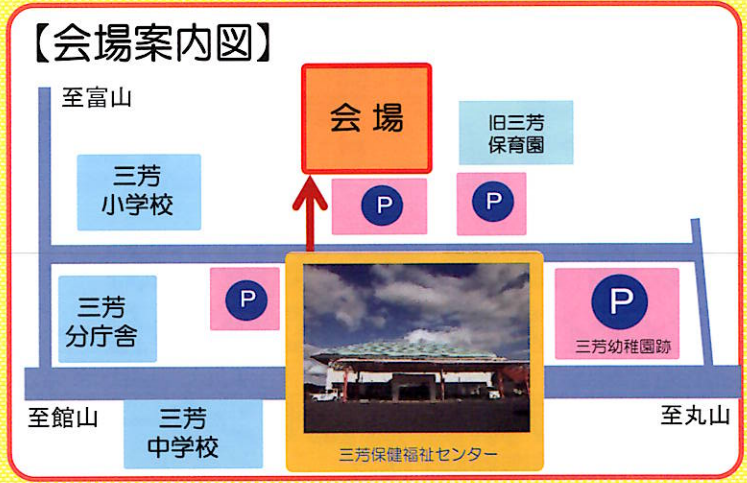 【会場案内図】
至富山
会場
旧三芳
保育園
三芳
小学校
P
P
三芳
分庁舎
P
P
三芳幼稚園跡
至館山
三芳
中学校
三芳保健福祉センター
至丸山